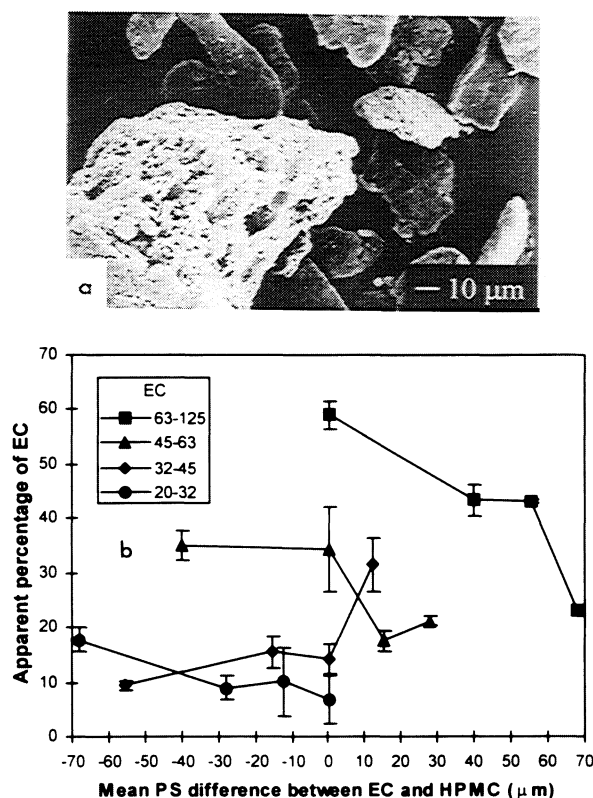 a
10 μm
70
60
50
40
30
20
10
0
Apparent percentage of EC
EC
63-125
45-63
32-45
20-32
b
-70 -60 -50 -40 -30 -20 -10 0 10 20 30 40 50 60 70
Mean PS difference between EC and HPMC (μm)